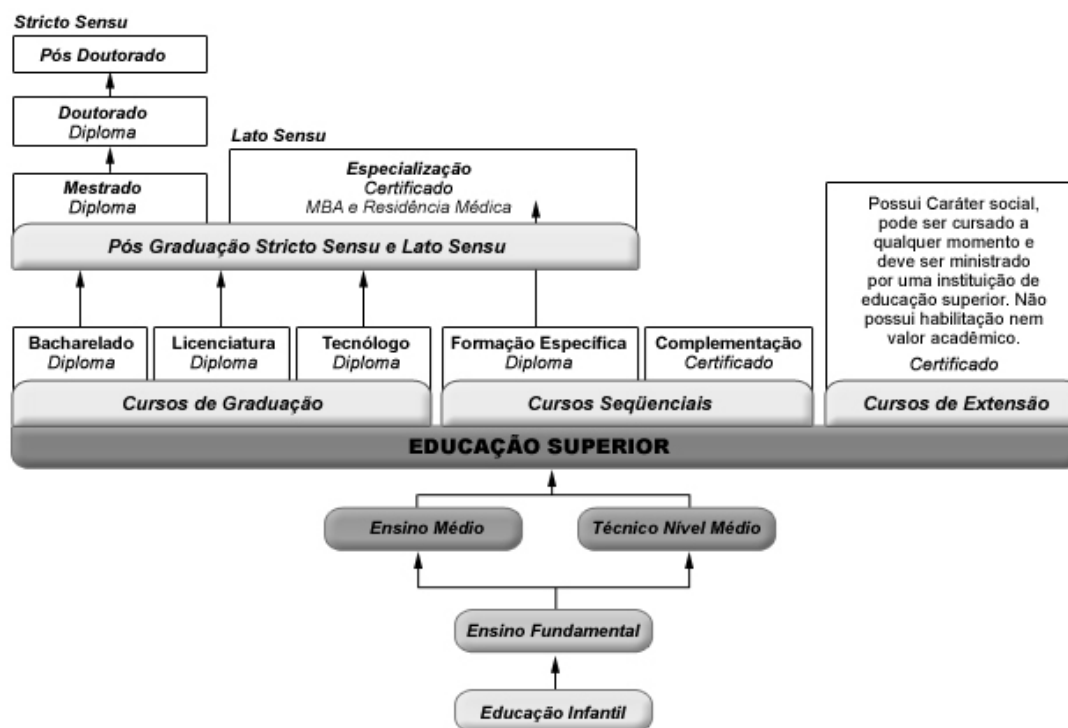 Stricto Sensu
Pós Doutorado
Doutorado
Diploma
Lato Sensu
Mestrado
Diploma
Especialização
Certificado
MBA e Residência Médica
Possui Caráter social,
pode ser cursado a
qualquer momento e
deve ser ministrado
por uma instituição de
educação superior. Não
possui habilitação nem
valor acadêmico.
Certificado
Pós Graduação Stricto Sensu e Lato Sensu
Bacharelado
Diploma
Licenciatura
Diploma
Tecnólogo
Diploma
Formação Específica
Diploma
Complementação
Certificado
Cursos de Graduação
Cursos Seqüenciais
Cursos de Extensão
EDUCAÇÃO SUPERIOR
Ensino Médio
Técnico Nível Médio
Ensino Fundamental
Educação Infantil